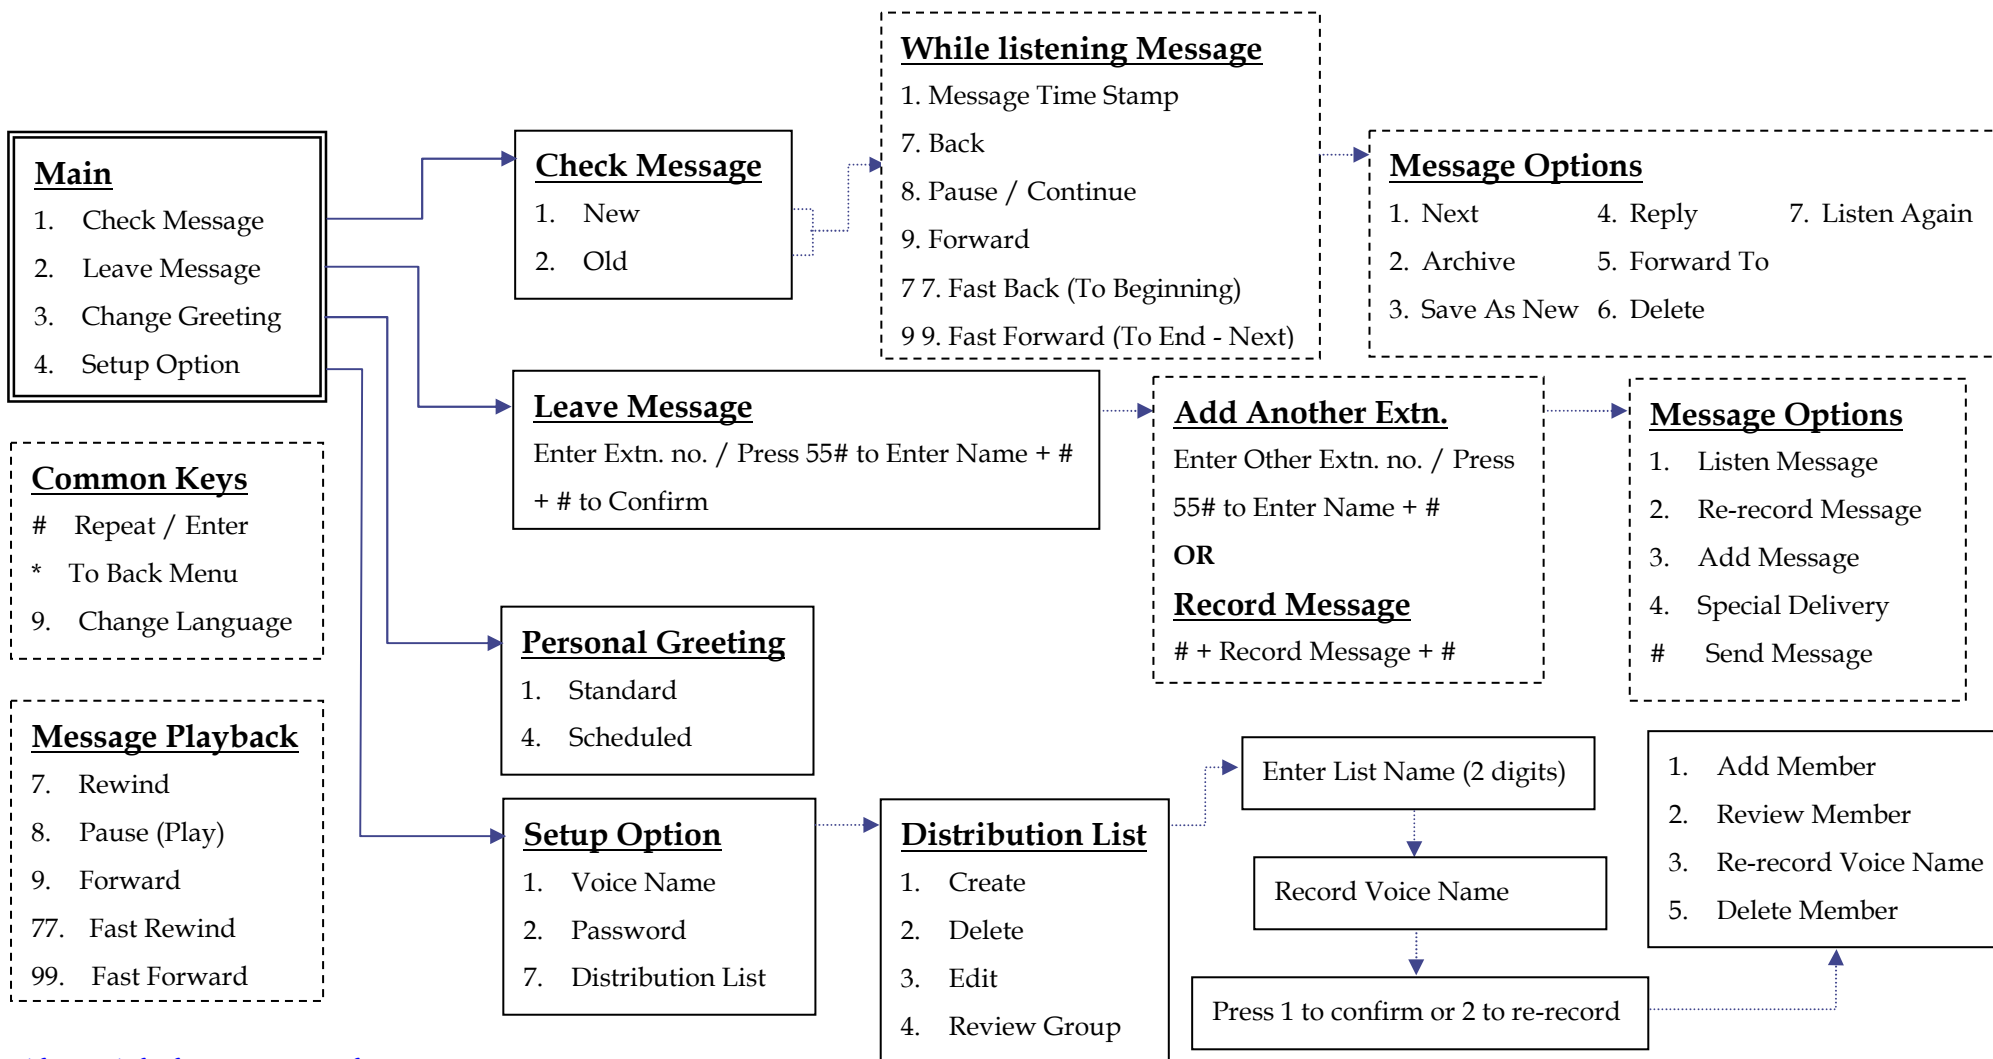 While listening Message
1. Message Time Stamp
7. Back
8. Pause / Continue
9. Forward
7 7. Fast Back (To Beginning)
9 9. Fast Forward (To End - Next)
Main
1. Check Message
2. Leave Message
3. Change Greeting
4. Setup Option
Check Message
1. New
2. Old
Message Options
1. Next 4. Reply 7. Listen Again
2. Archive 5. Forward To
3. Save As New 6. Delete
Leave Message
Enter Extn. no. / Press 55# to Enter Name + #
+ # to Confirm
Add Another Extn.
Enter Other Extn. no. / Press
55# to Enter Name + #
OR
Record Message
# + Record Message + #
Message Options
1. Listen Message
2. Re-record Message
3. Add Message
4. Special Delivery
# Send Message
Common Keys
# Repeat / Enter
* To Back Menu
9. Change Language
Personal Greeting
1. Standard
4. Scheduled
Message Playback
7. Rewind
8. Pause (Play)
9. Forward
77. Fast Rewind
99. Fast Forward
Setup Option
1. Voice Name
2. Password
7. Distribution List
Distribution List
1. Create
2. Delete
3. Edit
4. Review Group
Enter List Name (2 digits)
Record Voice Name
Press 1 to confirm or 2 to re-record
1. Add Member
2. Review Member
3. Re-record Voice Name
5. Delete Member